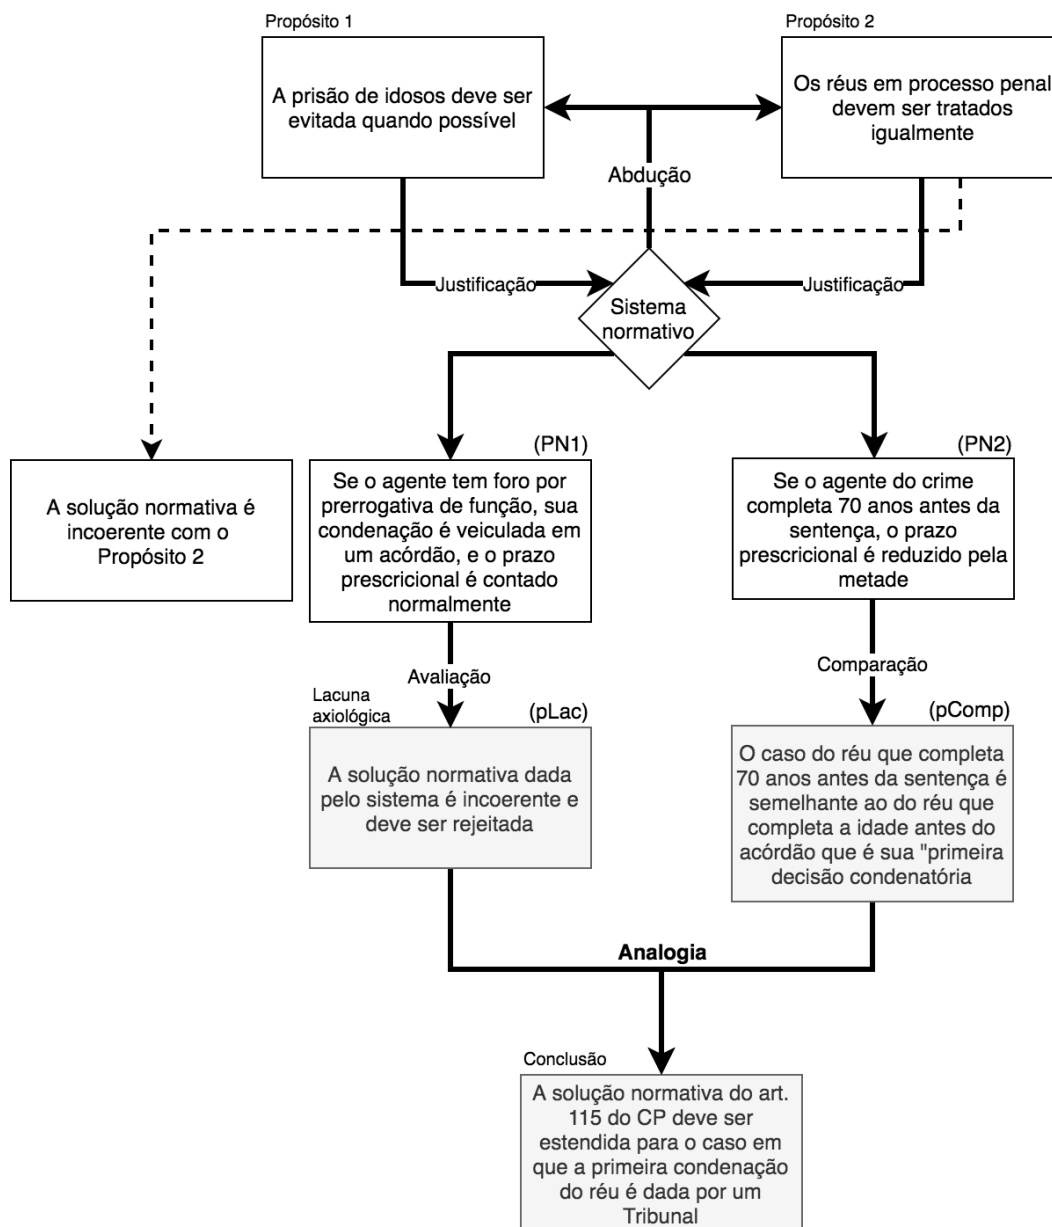 Propósito 1
A prisão de idosos deve ser
evitada quando possível
Propósito 2
Os réus em processo penal
devem ser tratados
igualmente
Abdução
Justificação
Justificação
Sistema
normativo
A solução normativa é
incoerente com o
Propósito 2
(PN1)
Se o agente tem foro por
prerrogativa de função, sua
condenação é veiculada em
um acórdão, e o prazo
prescricional é contado
normalmente
(PN2)
Se o agente do crime
completa 70 anos antes da
sentença, o prazo
prescricional é reduzido pela
metade
Avaliação
Comparação
Lacuna
axiológica
(pLac)
A solução normativa dada
pelo sistema é incoerente e
deve ser rejeitada
(pComp)
O caso do réu que completa
70 anos antes da sentença é
semelhante ao do réu que
completa a idade antes do
acórdão que é sua "primeira
decisão condenatória
Analogia
Conclusão
A solução normativa do art.
115 do CP deve ser
estendida para o caso em
que a primeira condenação
do réu é dada por um
Tribunal